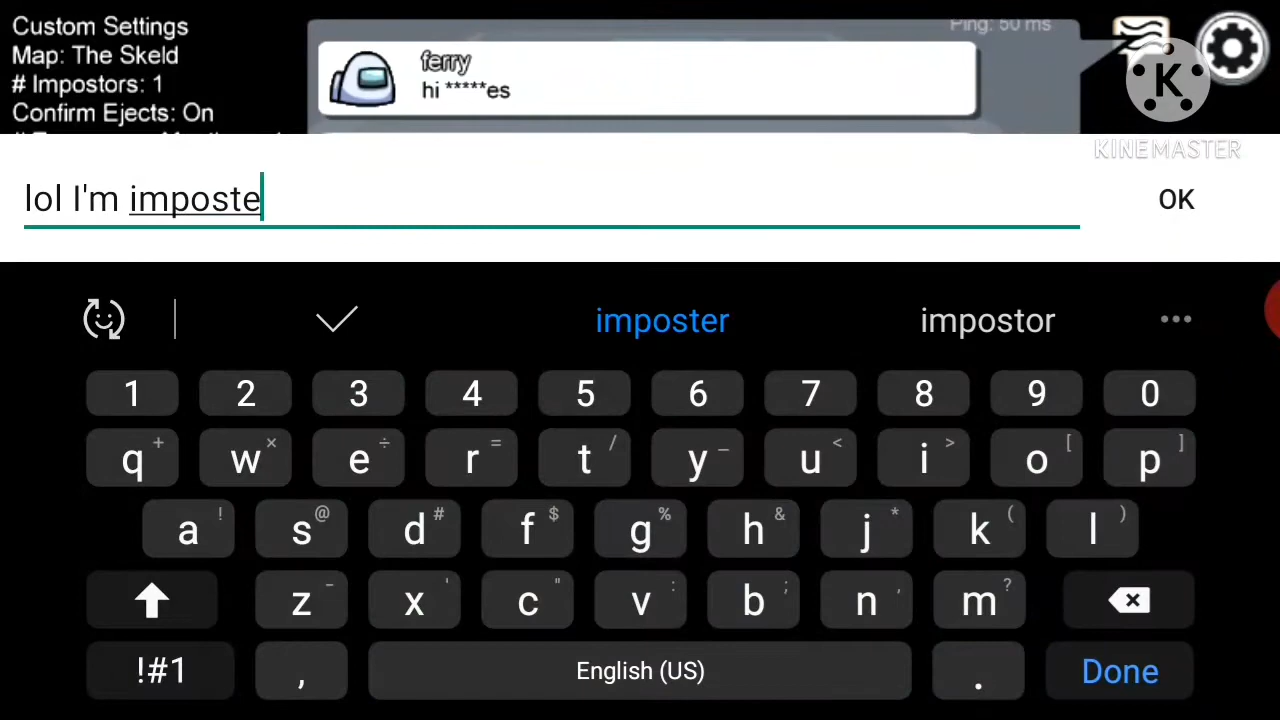 Custom Settings
Map: The Skeld
# Impostors: 1
Confirm Ejects: On
Ping: 50 ms
ferry
hi *****es
K
KINEMASTER
lol I'm imposte
OK
imposter impostor
1 2 3 4 5 6 7 8 9 0
q + w × e ÷ r = t / y _ u < i > o [ p ]
a ! s @ d # f $ g % h & j * k ( l )
z - x ' c " v : b ; n , m ?
!#1 , English (US) . Done